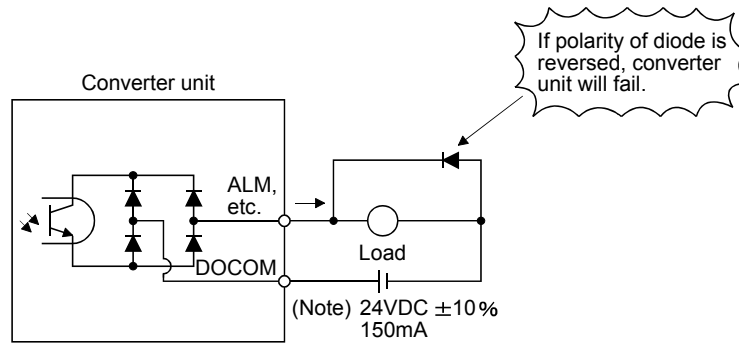 If polarity of diode is
reversed, converter
unit will fail.
Converter unit
ALM,
etc.
Load
DOCOM
(Note) 24VDC ±10%
150mA